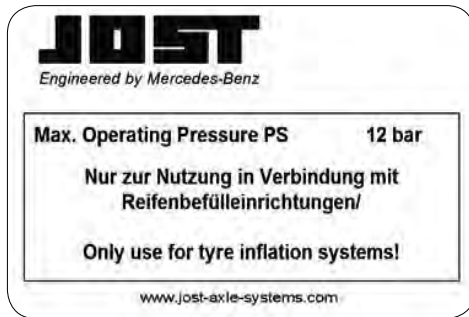 JOST
Engineered by Mercedes-Benz
Max. Operating Pressure PS 12 bar
Nur zur Nutzung in Verbindung mit
Reifenbefülleinrichtungen/
Only use for tyre inflation systems!
www.jost-axle-systems.com